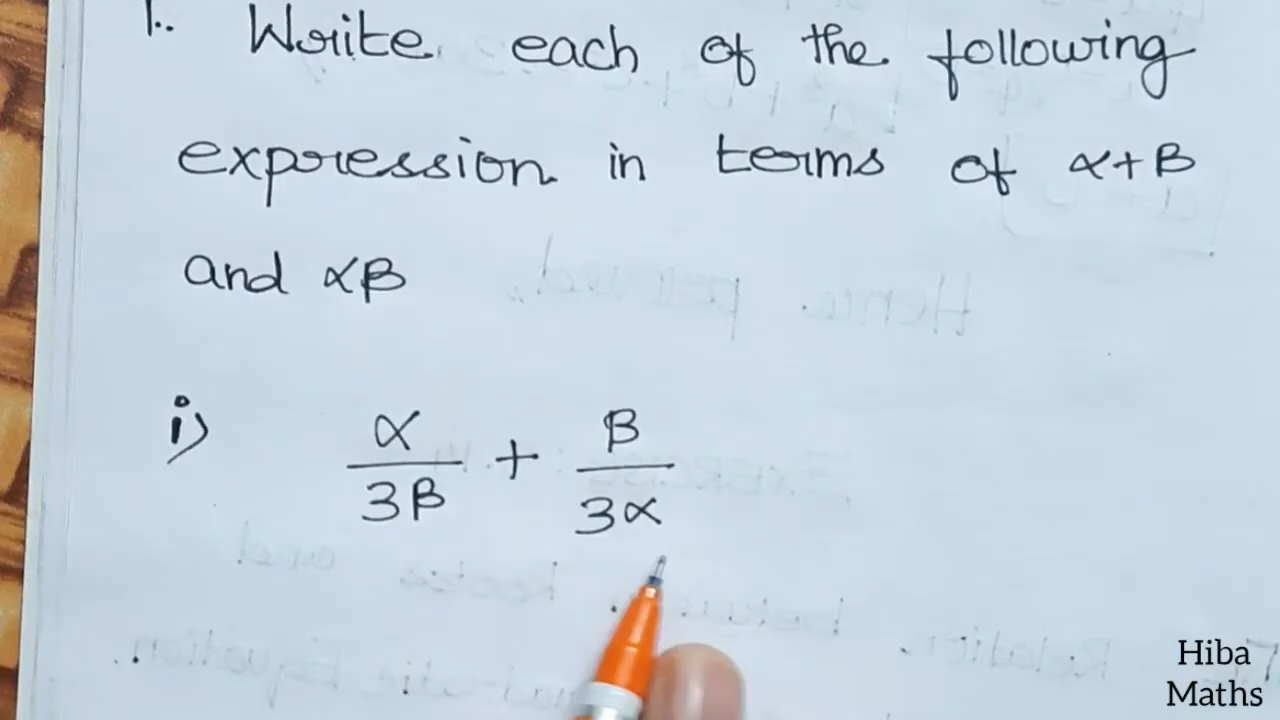 1. Write each of the following
expression in terms of α+β
and αβ
i) α/3β + β/3α
Hiba
Maths